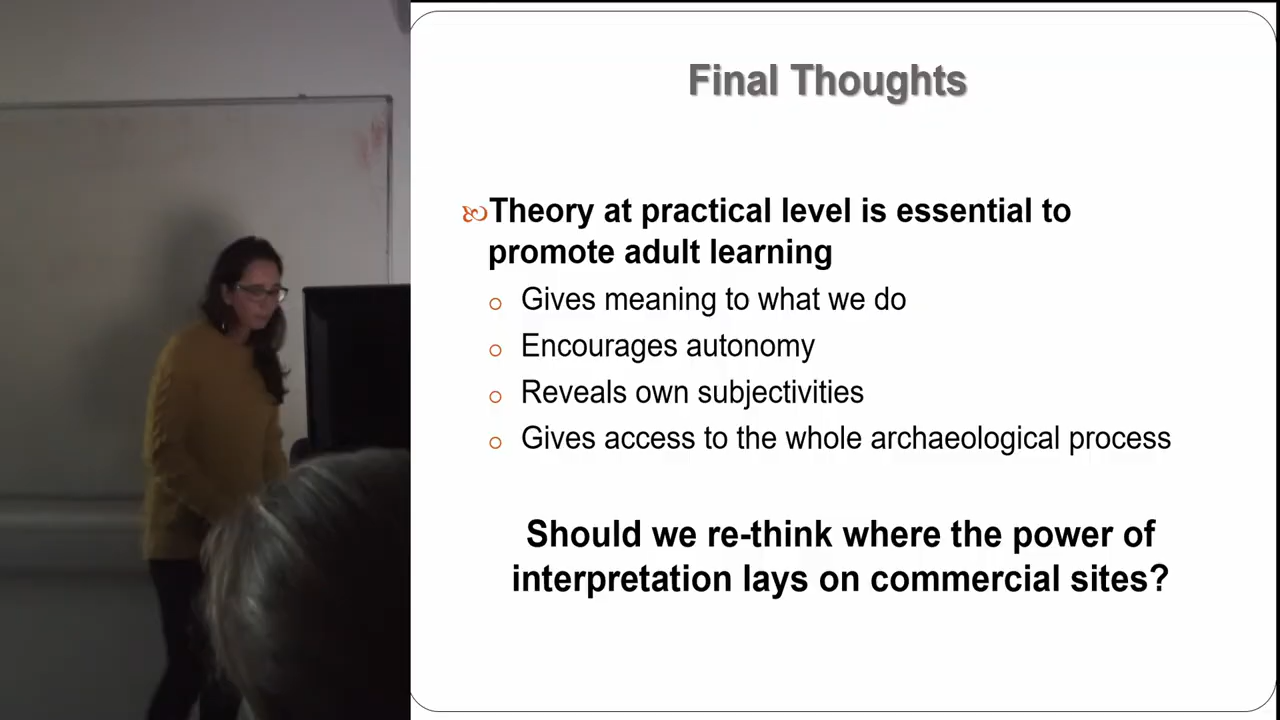 Final Thoughts
Theory at practical level is essential to
promote adult learning
Gives meaning to what we do
Encourages autonomy
Reveals own subjectivities
Gives access to the whole archaeological process
Should we re-think where the power of
interpretation lays on commercial sites?